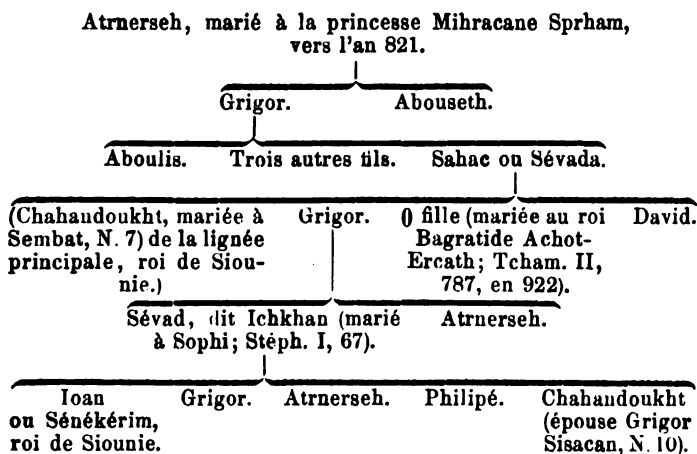 Atrnerseh, marié à la princesse Mihracane Sprham,
vers l'an 821.
Grigor. Abouseth.
Aboulis. Trois autres fils. Sahac ou Sévada.
(Chahandoukht, mariée à Grigor. 0 fille (mariée au roi David.
Sembat, N. 7) de la lignée Bagratide Achot-
principale, roi de Siou- Ercath; Tcham. II,
nie.) 787, en 922).
Sévad, dit Ichkhan (marié Atrnerseh.
à Sophi; Stéph. I, 67).
Ioan Grigor. Atrnerseh. Philipé. Chahandoukht
ou Sénékérim, (épouse Grigor
roi de Siounie. Sisacan, N. 10).